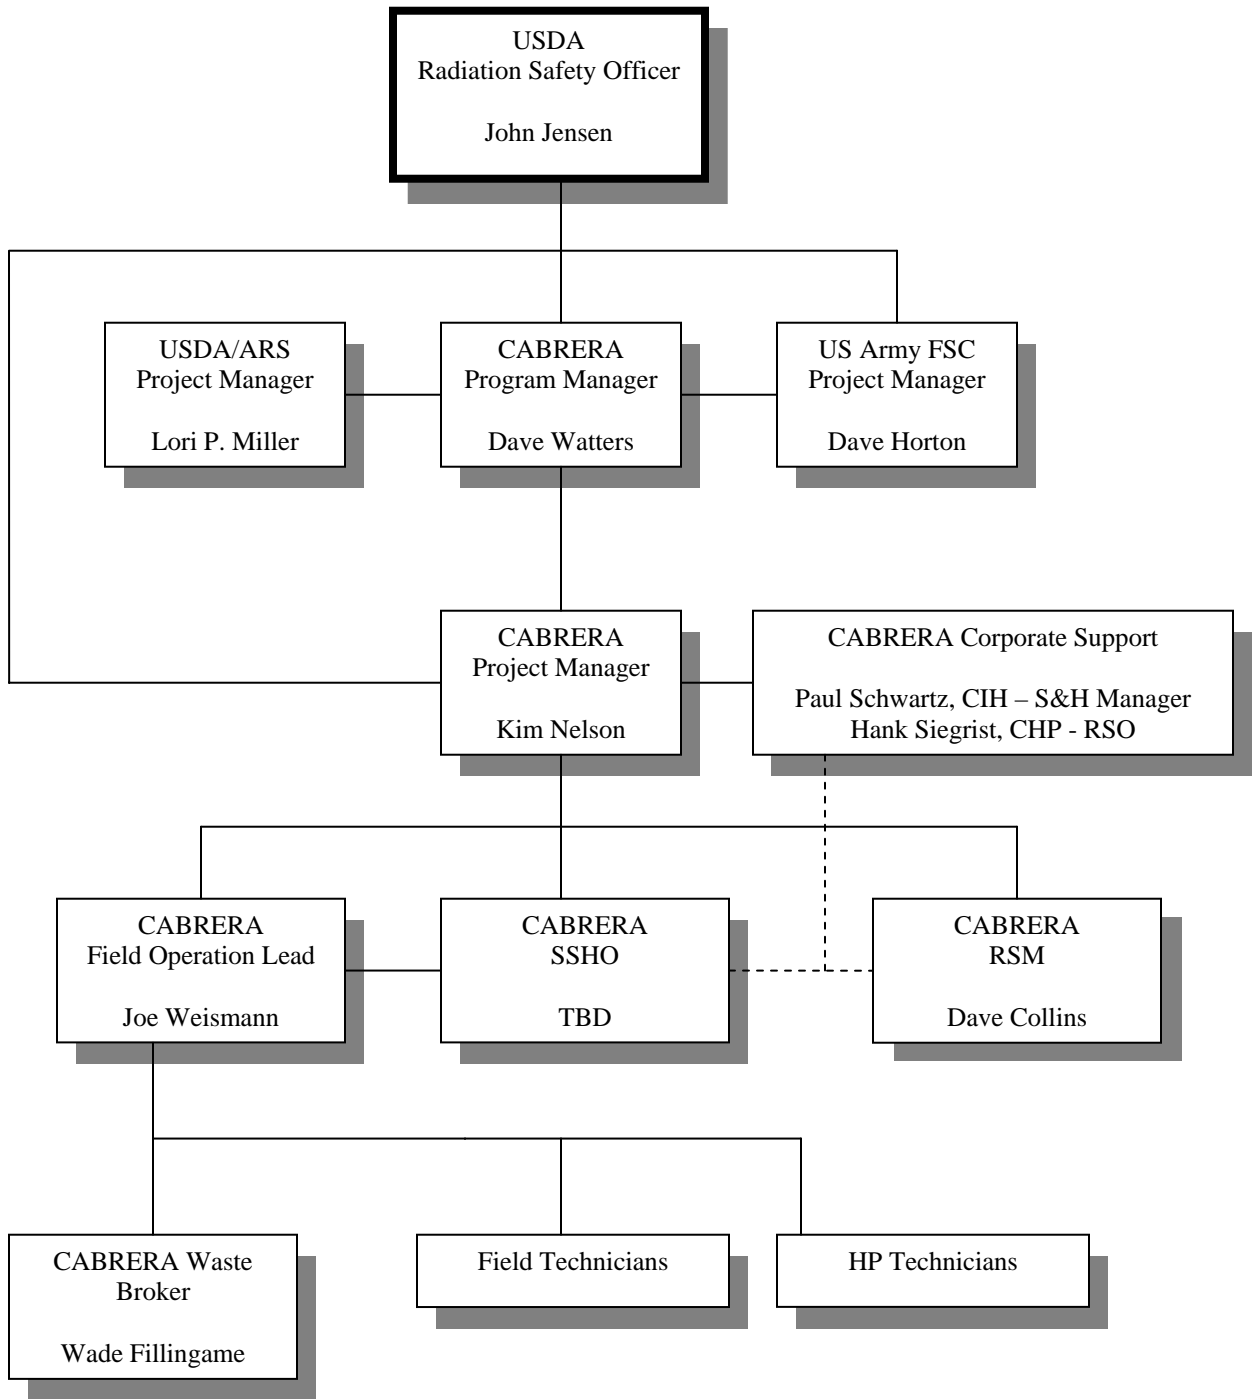 USDA
Radiation Safety Officer
John Jensen
USDA/ARS
Project Manager
Lori P. Miller
CABRERA
Program Manager
Dave Watters
US Army FSC
Project Manager
Dave Horton
CABRERA
Project Manager
Kim Nelson
CABRERA Corporate Support
Paul Schwartz, CIH – S&H Manager
Hank Siegrist, CHP - RSO
CABRERA
Field Operation Lead
Joe Weismann
CABRERA
SSHO
TBD
CABRERA
RSM
Dave Collins
CABRERA Waste
Broker
Wade Fillingame
Field Technicians
HP Technicians